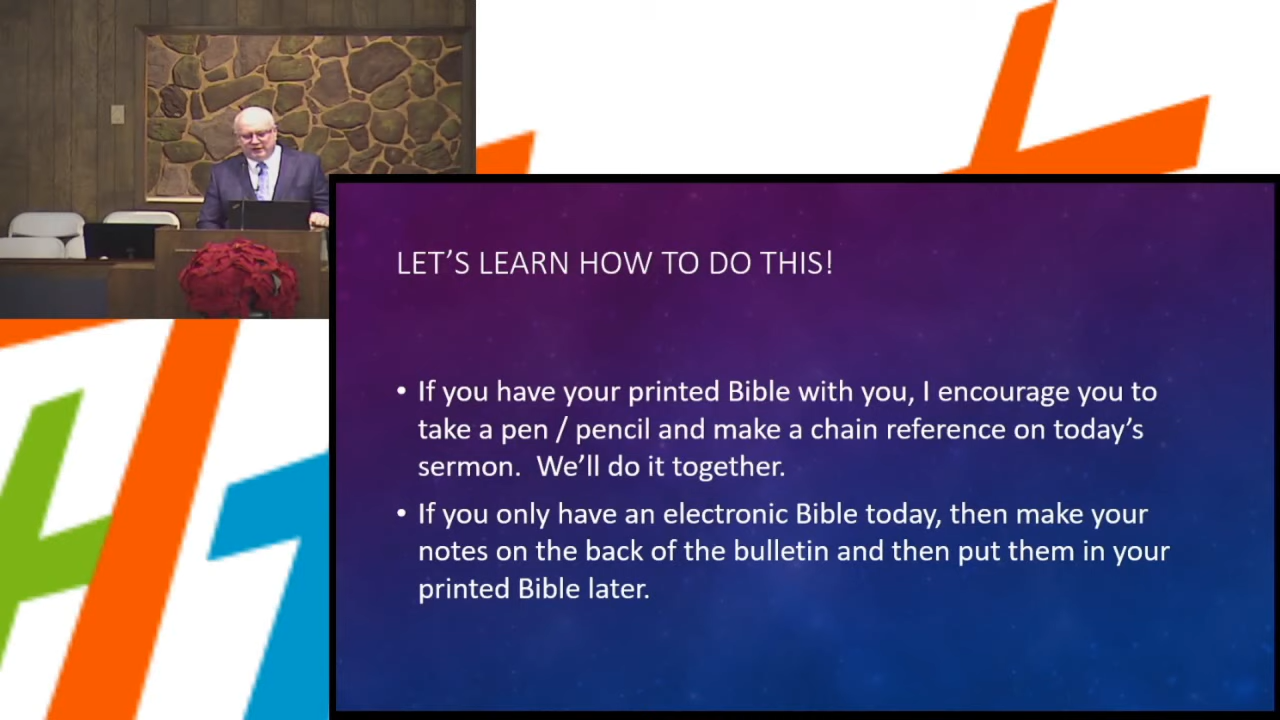 LET’S LEARN HOW TO DO THIS!
• If you have your printed Bible with you, I encourage you to
take a pen / pencil and make a chain reference on today’s
sermon.  We’ll do it together.
• If you only have an electronic Bible today, then make your
notes on the back of the bulletin and then put them in your
printed Bible later.